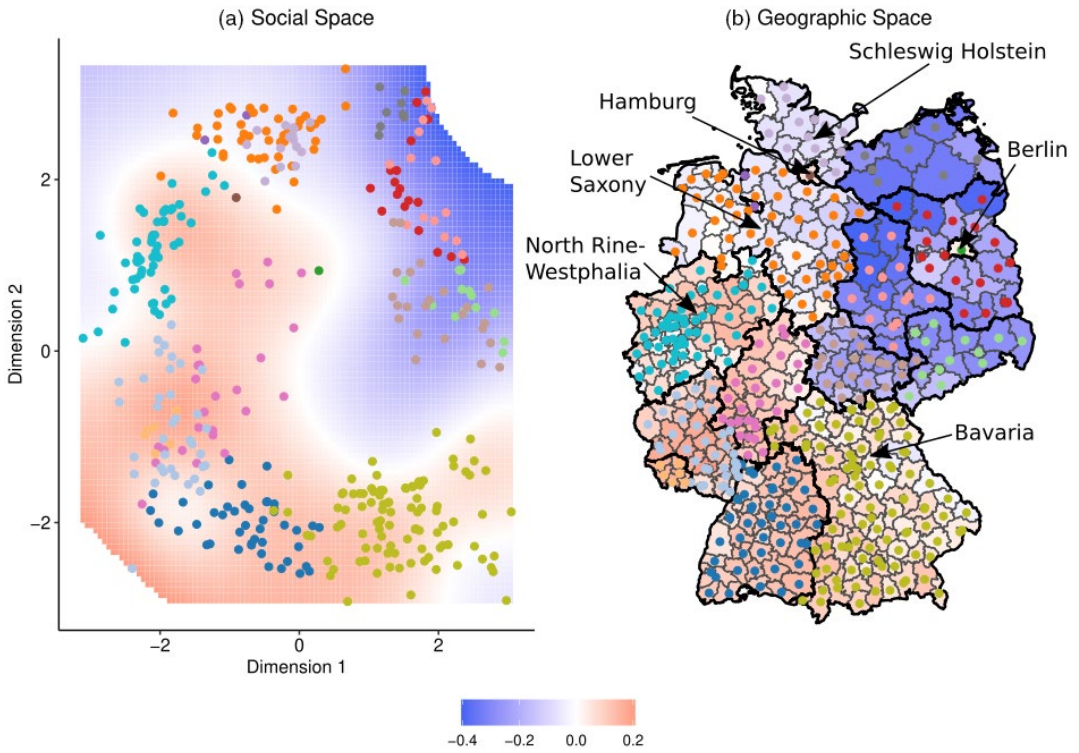 (a) Social Space
(b) Geographic Space
Schleswig Holstein
Hamburg
Berlin
Lower
Saxony
North Rine-
Westphalia
Bavaria
Dimension 2
2
0
−2
−2
0
2
Dimension 1
−0.4
−0.2
0.0
0.2